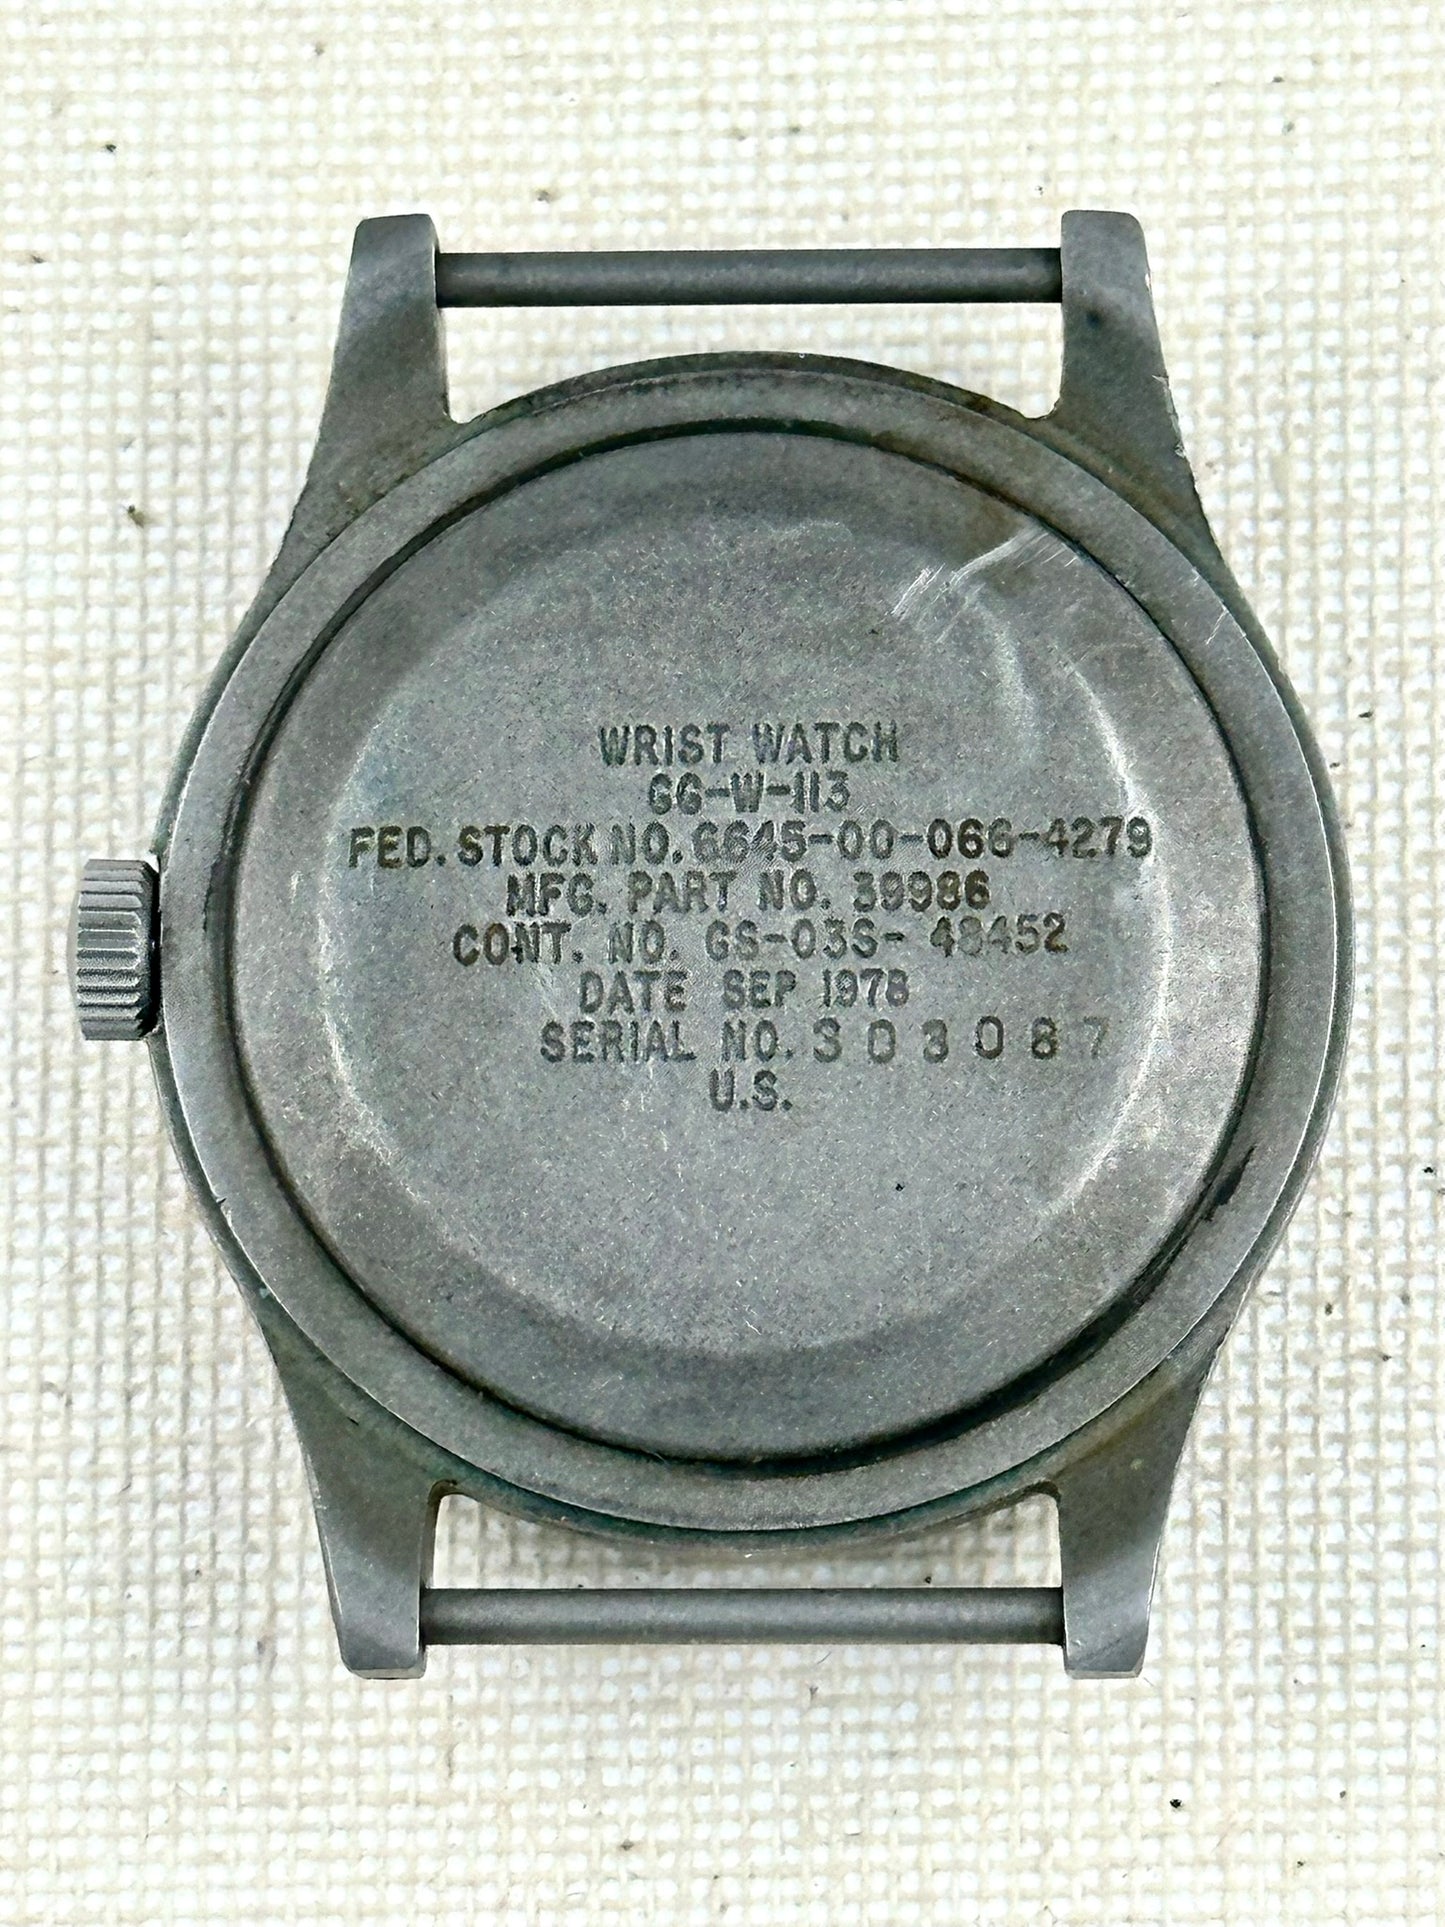 WRIST WATCH
GG-W-113
FED. STOCK NO. 6645-00-066-4279
MFG. PART NO. 39986
CONT. NO. GS-03S- 48452
DATE SEP 1978
SERIAL NO. 303087
U.S.